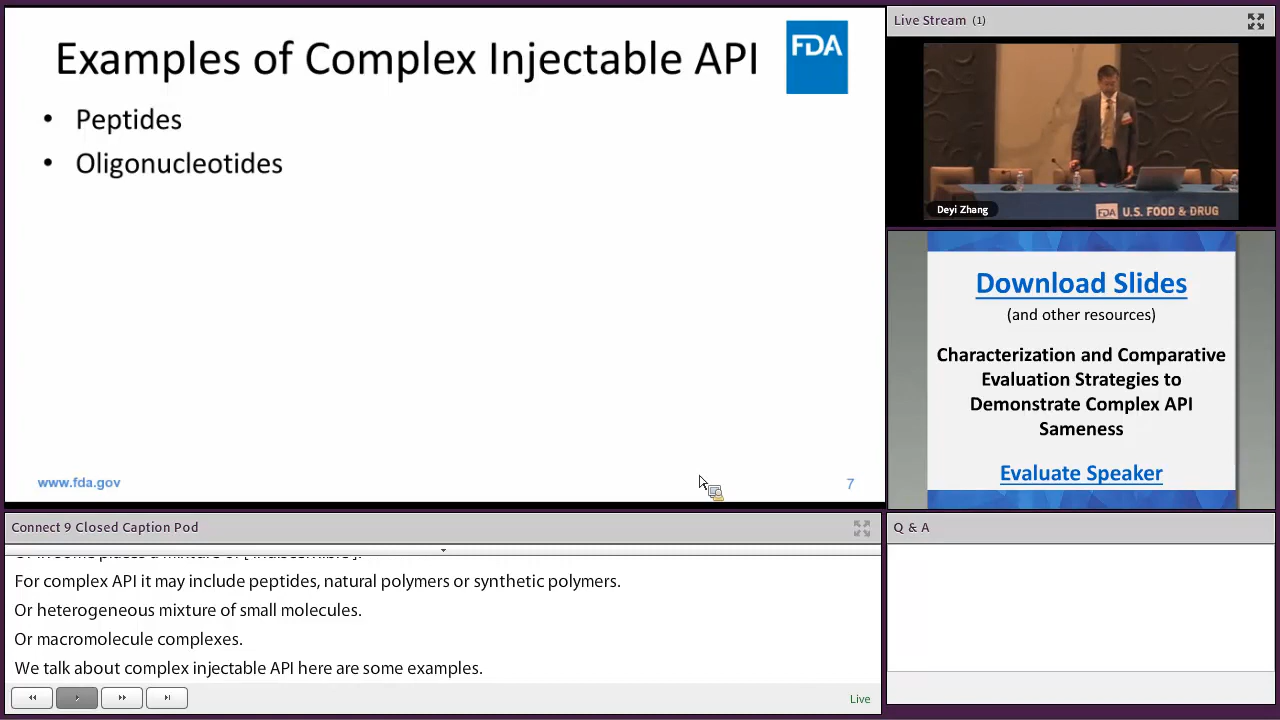 Examples of Complex Injectable API
FDA
• Peptides
• Oligonucleotides
www.fda.gov
7
Live Stream (1)
Deyi Zhang
FDA U.S. FOOD & DRUG
Download Slides
(and other resources)
Characterization and Comparative
Evaluation Strategies to
Demonstrate Complex API
Sameness
Evaluate Speaker
Connect 9 Closed Caption Pod
For complex API it may include peptides, natural polymers or synthetic polymers.
Or heterogeneous mixture of small molecules.
Or macromolecule complexes.
We talk about complex injectable API here are some examples.
Live
Q & A